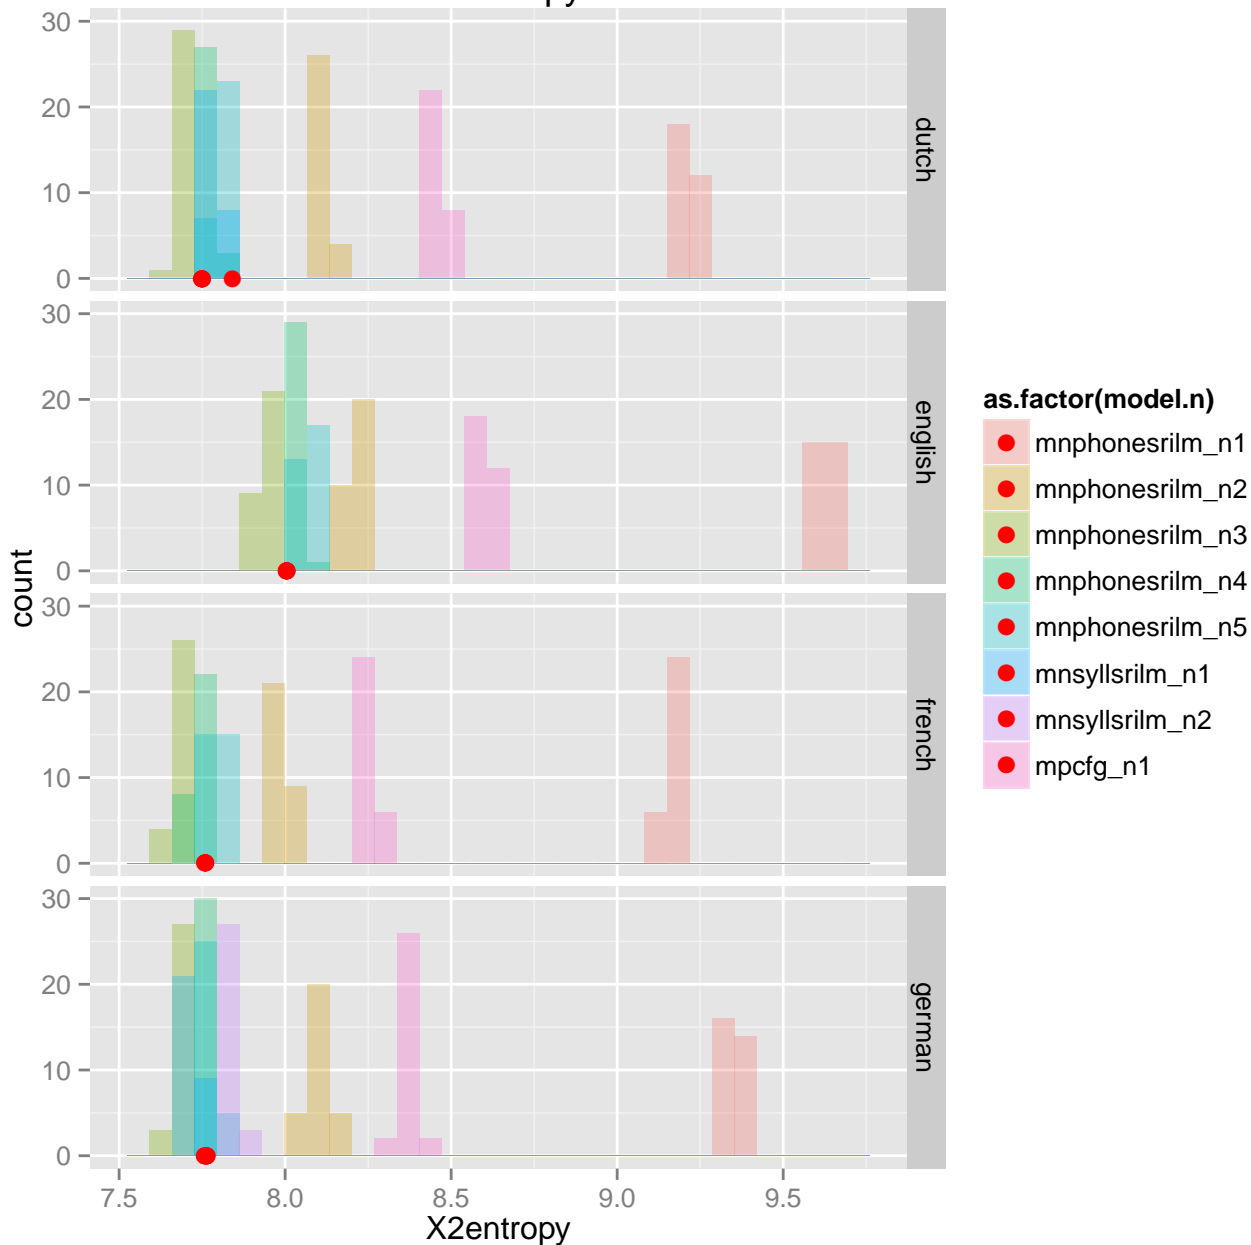 30
20
10
0
dutch
30
20
10
0
english
30
20
10
0
french
30
20
10
0
german
7.5 8.0 8.5 9.0 9.5
X2entropy
count
as.factor(model.n)
mnphonesrilm_n1
mnphonesrilm_n2
mnphonesrilm_n3
mnphonesrilm_n4
mnphonesrilm_n5
mnsyllsrilm_n1
mnsyllsrilm_n2
mpcfg_n1